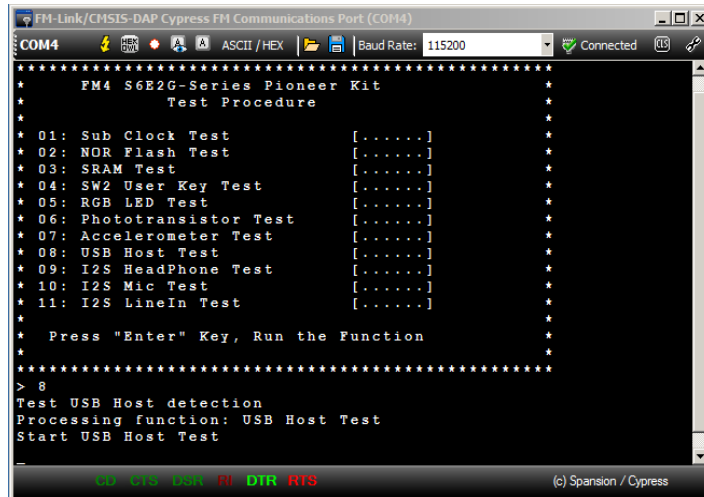 FM-Link/CMSIS-DAP Cypress FM Communications Port (COM4)
COM4 HEX OWL A A ASCII / HEX Baud Rate: 115200 Connected CLS
****************************************************
* FM4 S6E2G-Series Pioneer Kit *
* Test Procedure *
* *
* 01: Sub Clock Test [......] *
* 02: NOR Flash Test [......] *
* 03: SRAM Test [......] *
* 04: SW2 User Key Test [......] *
* 05: RGB LED Test [......] *
* 06: Phototransistor Test [......] *
* 07: Accelerometer Test [......] *
* 08: USB Host Test [......] *
* 09: I2S HeadPhone Test [......] *
* 10: I2S Mic Test [......] *
* 11: I2S LineIn Test [......] *
* *
* Press "Enter" Key, Run the Function *
* *
****************************************************
> 8
Test USB Host detection
Processing function: USB Host Test
Start USB Host Test
_
CD CTS DSR RI DTR RTS (c) Spansion / Cypress